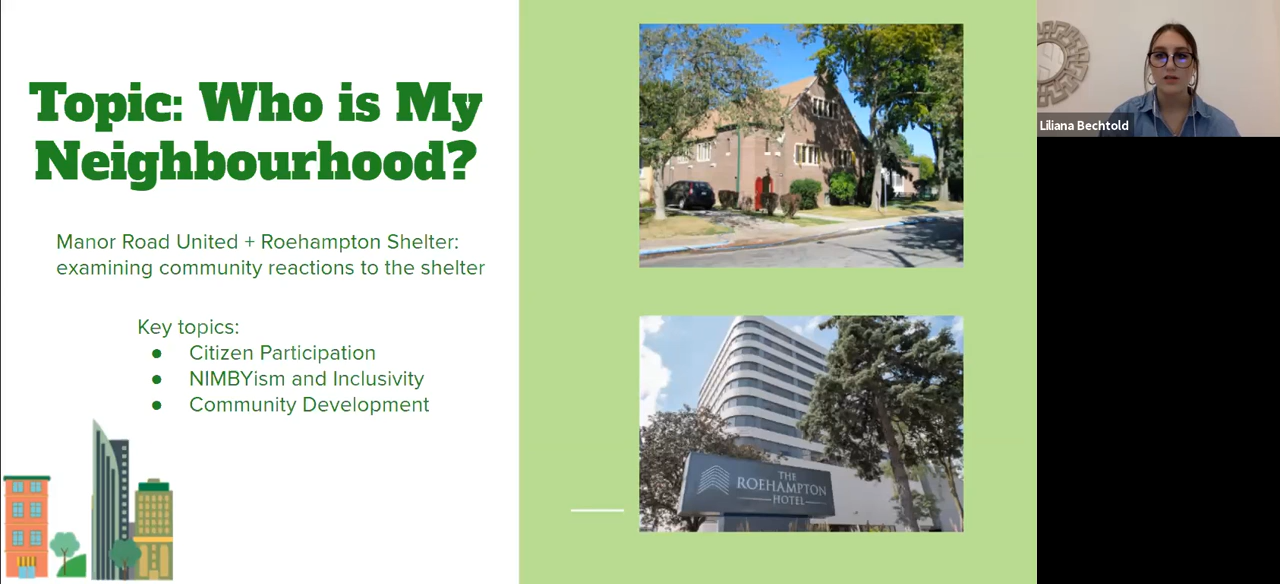 Topic: Who is My
Neighbourhood?
Manor Road United + Roehampton Shelter:
examining community reactions to the shelter
Key topics:
● Citizen Participation
● NIMBYism and Inclusivity
● Community Development
THE
ROEHAMPTON
HOTEL
Liliana Bechtold